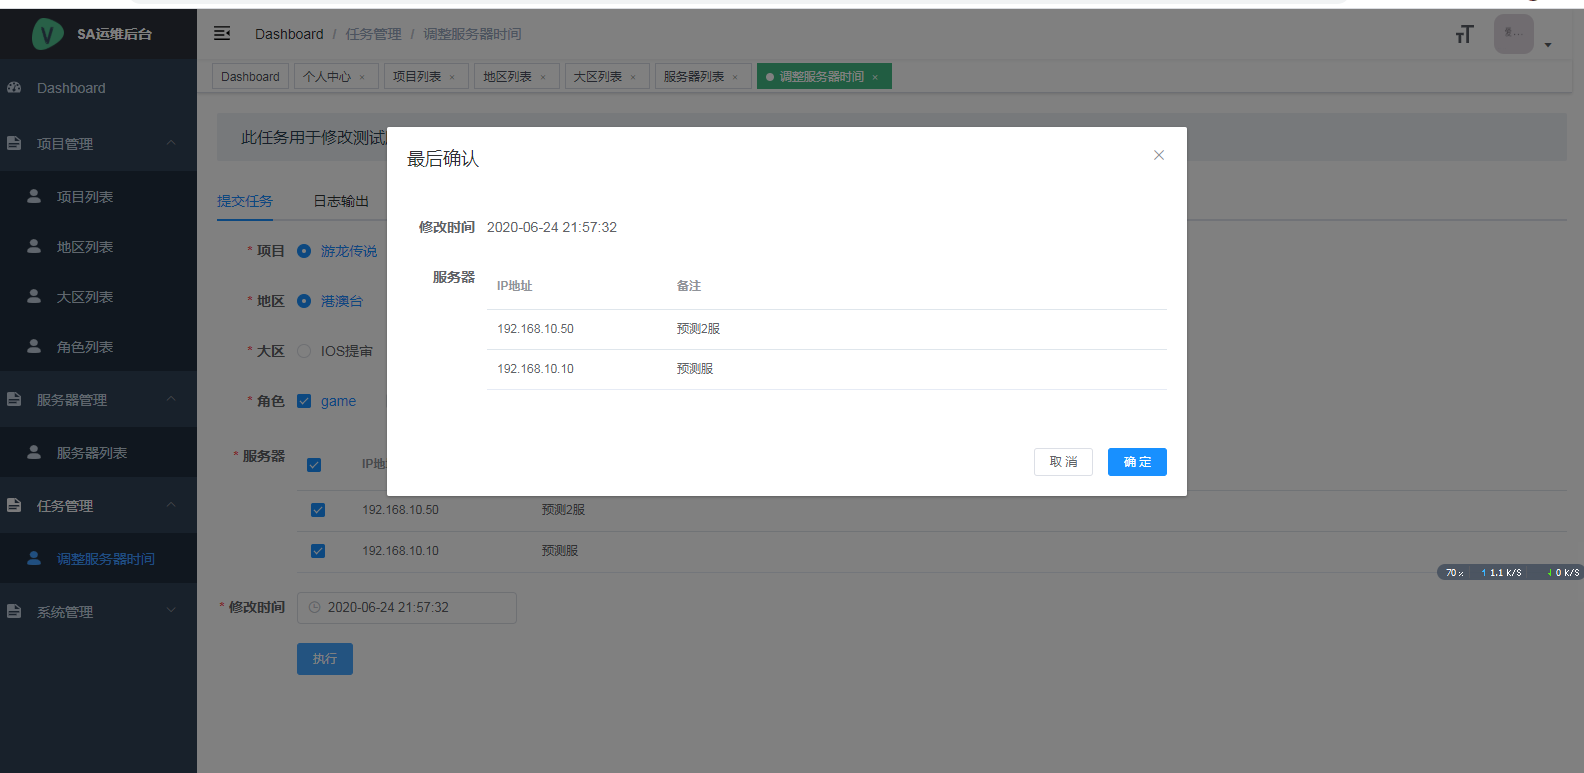 SA运维后台
Dashboard / 任务管理 / 调整服务器时间
Dashboard
个人中心 ×
项目列表 ×
地区列表 ×
大区列表 ×
服务器列表 ×
调整服务器时间 ×
Dashboard
项目管理
项目列表
地区列表
大区列表
角色列表
服务器管理
服务器列表
任务管理
调整服务器时间
系统管理
此任务用于修改测试
提交任务
日志输出
* 项目 游龙传说
* 地区 港澳台
* 大区 IOS提审
* 角色 game
* 服务器
IP地
192.168.10.50 预测2服
192.168.10.10 预测服
* 修改时间 2020-06-24 21:57:32
执行
最后确认
修改时间 2020-06-24 21:57:32
服务器
IP地址 备注
192.168.10.50 预测2服
192.168.10.10 预测服
取消
确定
70% ↑ 1.1 K/S ↓ 0 K/S